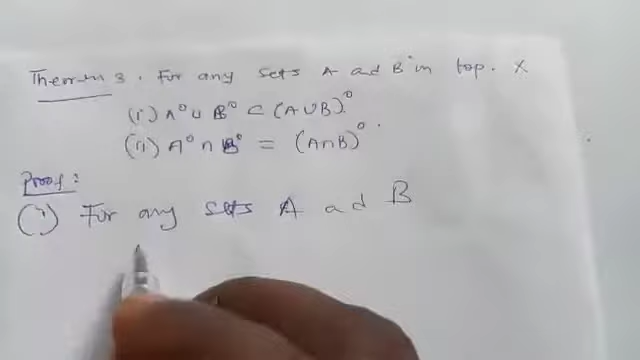 Theorem 3. For any sets A and B in top. X
(i) A° ∪ B° ⊂ (A∪B)°
(ii) A° ∩ B° = (A∩B)°.
Proof:
(i) For any sets A and B